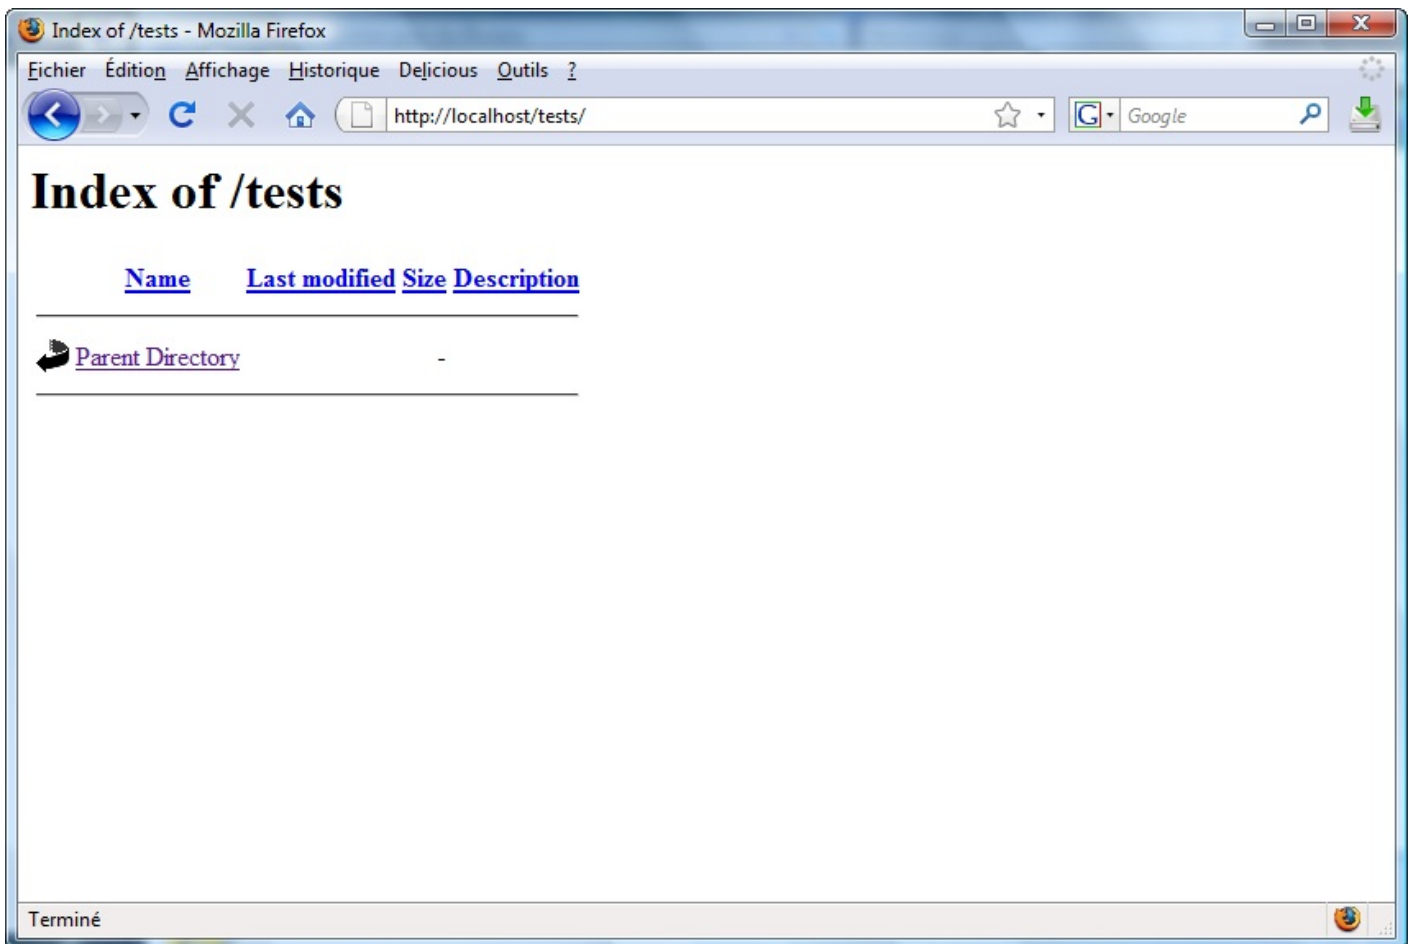 Index of /tests - Mozilla Firefox
Fichier Édition Affichage Historique Delicious Outils ?
http://localhost/tests/ G Google
Index of /tests
Name Last modified Size Description
Parent Directory -
Terminé